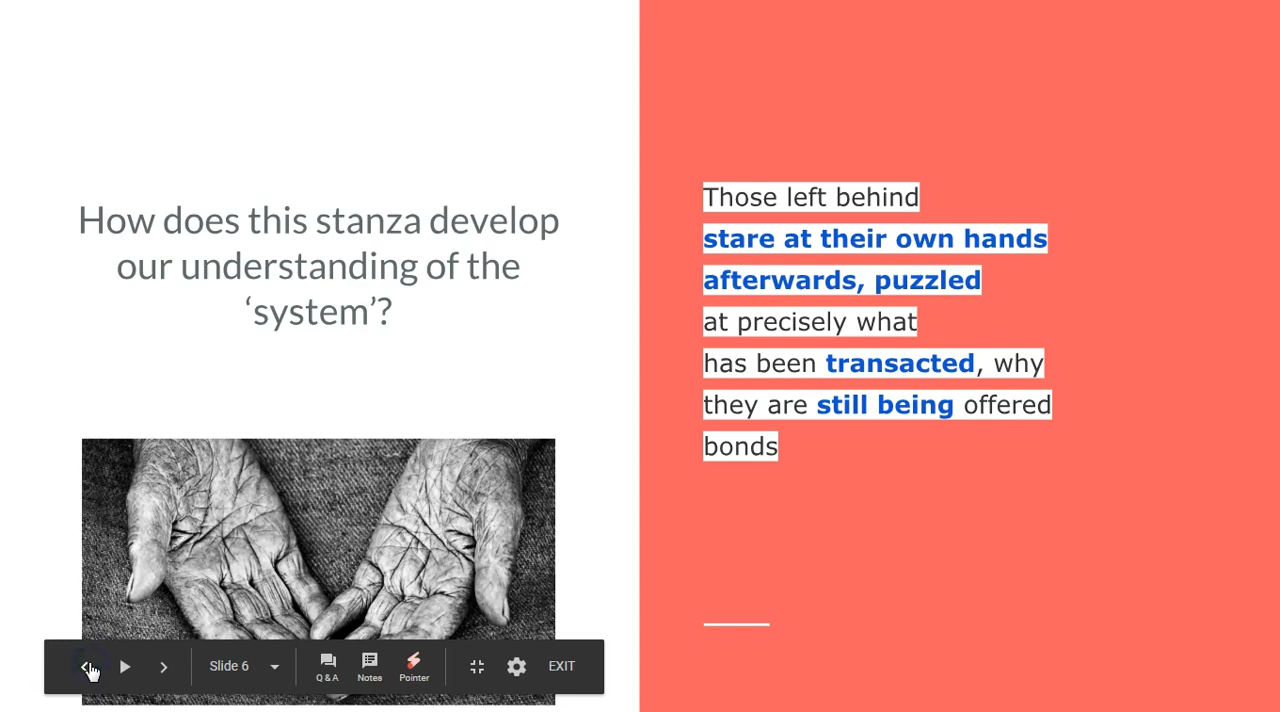 How does this stanza develop
our understanding of the
‘system’?
Those left behind
stare at their own hands
afterwards, puzzled
at precisely what
has been transacted, why
they are still being offered
bonds
Slide 6
Q & A
Notes
Pointer
EXIT